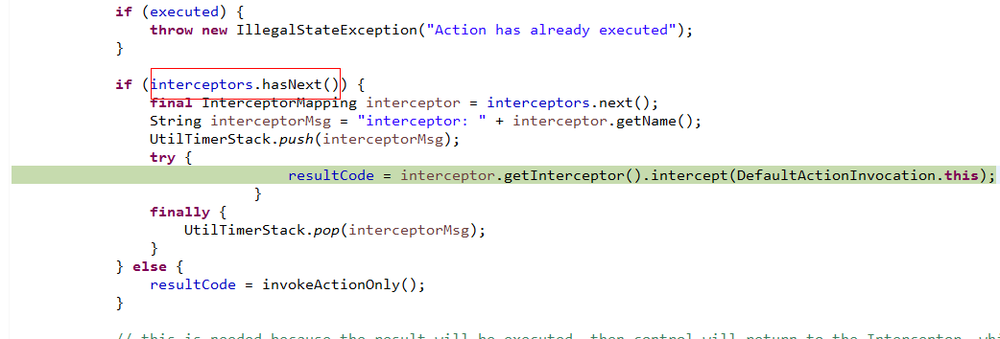 if (executed) {
throw new IllegalStateException("Action has already executed");
}
if (interceptors.hasNext()) {
final InterceptorMapping interceptor = interceptors.next();
String interceptorMsg = "interceptor: " + interceptor.getName();
UtilTimerStack.push(interceptorMsg);
try {
resultCode = interceptor.getInterceptor().intercept(DefaultActionInvocation.this);
}
finally {
UtilTimerStack.pop(interceptorMsg);
}
} else {
resultCode = invokeActionOnly();
}
// this is needed because the result will be executed, then control will return to the Interceptor, whi